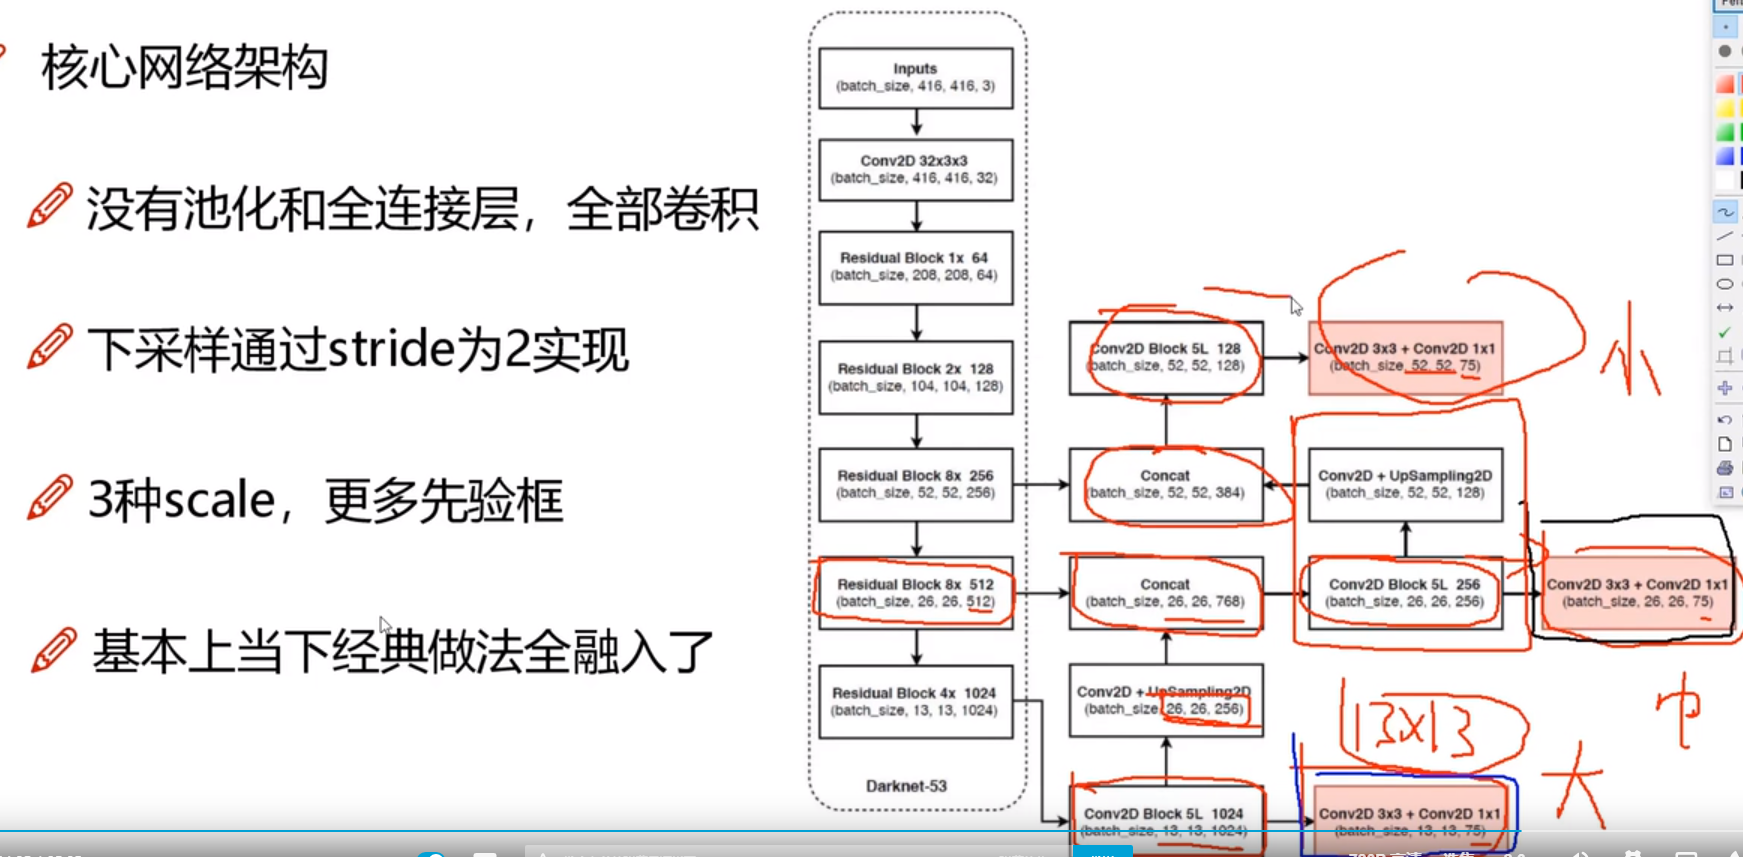 核心网络架构
没有池化和全连接层，全部卷积
下采样通过stride为2实现
3种scale，更多先验框
基本上当下经典做法全融入了
Inputs
(batch_size, 416, 416, 3)
Conv2D 32x3x3
(batch_size, 416, 416, 32)
Residual Block 1x 64
(batch_size, 208, 208, 64)
Residual Block 2x 128
(batch_size, 104, 104, 128)
Residual Block 8x 256
(batch_size, 52, 52, 256)
Residual Block 8x 512
(batch_size, 26, 26, 512)
Residual Block 4x 1024
(batch_size, 13, 13, 1024)
Darknet-53
Conv2D Block 5L 128
(batch_size, 52, 52, 128)
Conv2D 3x3 + Conv2D 1x1
(batch_size, 52, 52, 75)
小
Concat
(batch_size, 52, 52, 384)
Conv2D + UpSampling2D
(batch_size, 52, 52, 128)
Concat
(batch_size, 26, 26, 768)
Conv2D Block 5L 256
(batch_size, 26, 26, 256)
Conv2D 3x3 + Conv2D 1x1
(batch_size, 26, 26, 75)
中
Conv2D + UpSampling2D
(batch_size, 26, 26, 256)
13x13
大
Conv2D Block 5L 1024
(batch_size, 13, 13, 1024)
Conv2D 3x3 + Conv2D 1x1
(batch_size, 13, 13, 75)